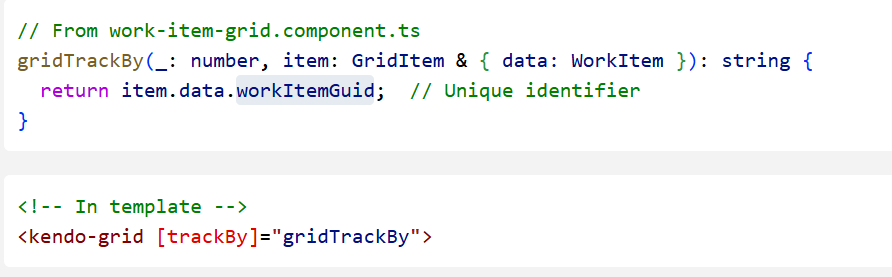 // From work-item-grid.component.ts
gridTrackBy(_: number, item: GridItem & { data: WorkItem }): string {
  return item.data.workItemGuid;  // Unique identifier
}
<!-- In template -->
<kendo-grid [trackBy]="gridTrackBy">